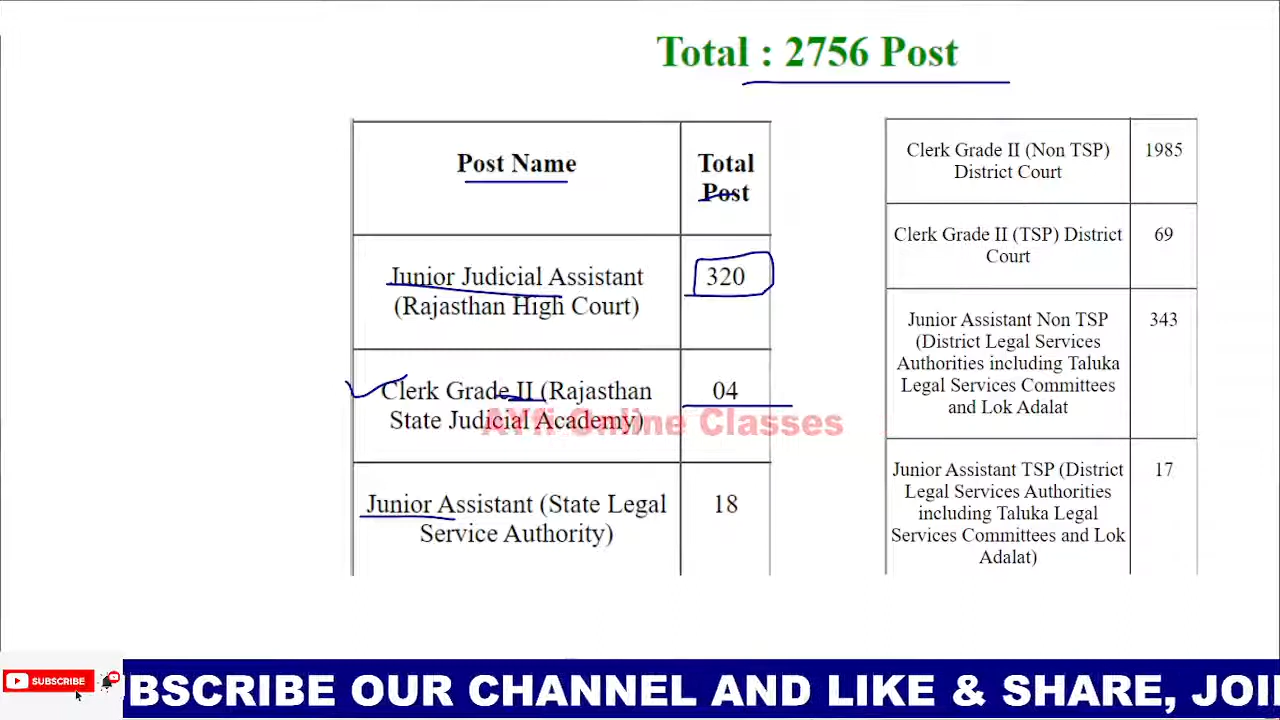 Total : 2756 Post
Post Name
Total
Post
Junior Judicial Assistant
(Rajasthan High Court)
320
Clerk Grade II (Rajasthan
State Judicial Academy)
04
AYfi Online Classes
Junior Assistant (State Legal
Service Authority)
18
Clerk Grade II (Non TSP)
District Court
1985
Clerk Grade II (TSP) District
Court
69
Junior Assistant Non TSP
(District Legal Services
Authorities including Taluka
Legal Services Committees
and Lok Adalat
343
Junior Assistant TSP (District
Legal Services Authorities
including Taluka Legal
Services Committees and Lok
Adalat)
17
SUBSCRIBE
BSCRIBE OUR CHANNEL AND LIKE & SHARE, JOI